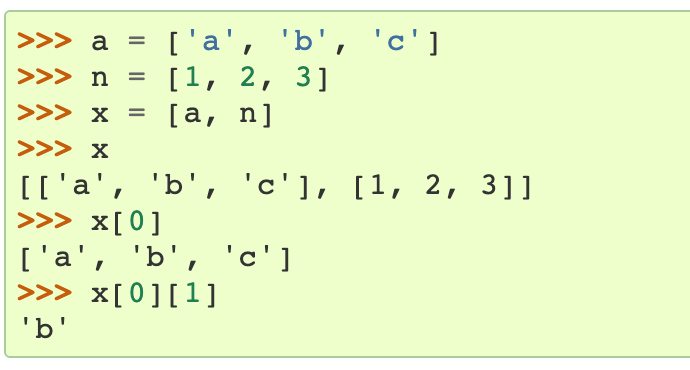 >>> a = ['a', 'b', 'c']
>>> n = [1, 2, 3]
>>> x = [a, n]
>>> x
[['a', 'b', 'c'], [1, 2, 3]]
>>> x[0]
['a', 'b', 'c']
>>> x[0][1]
'b'